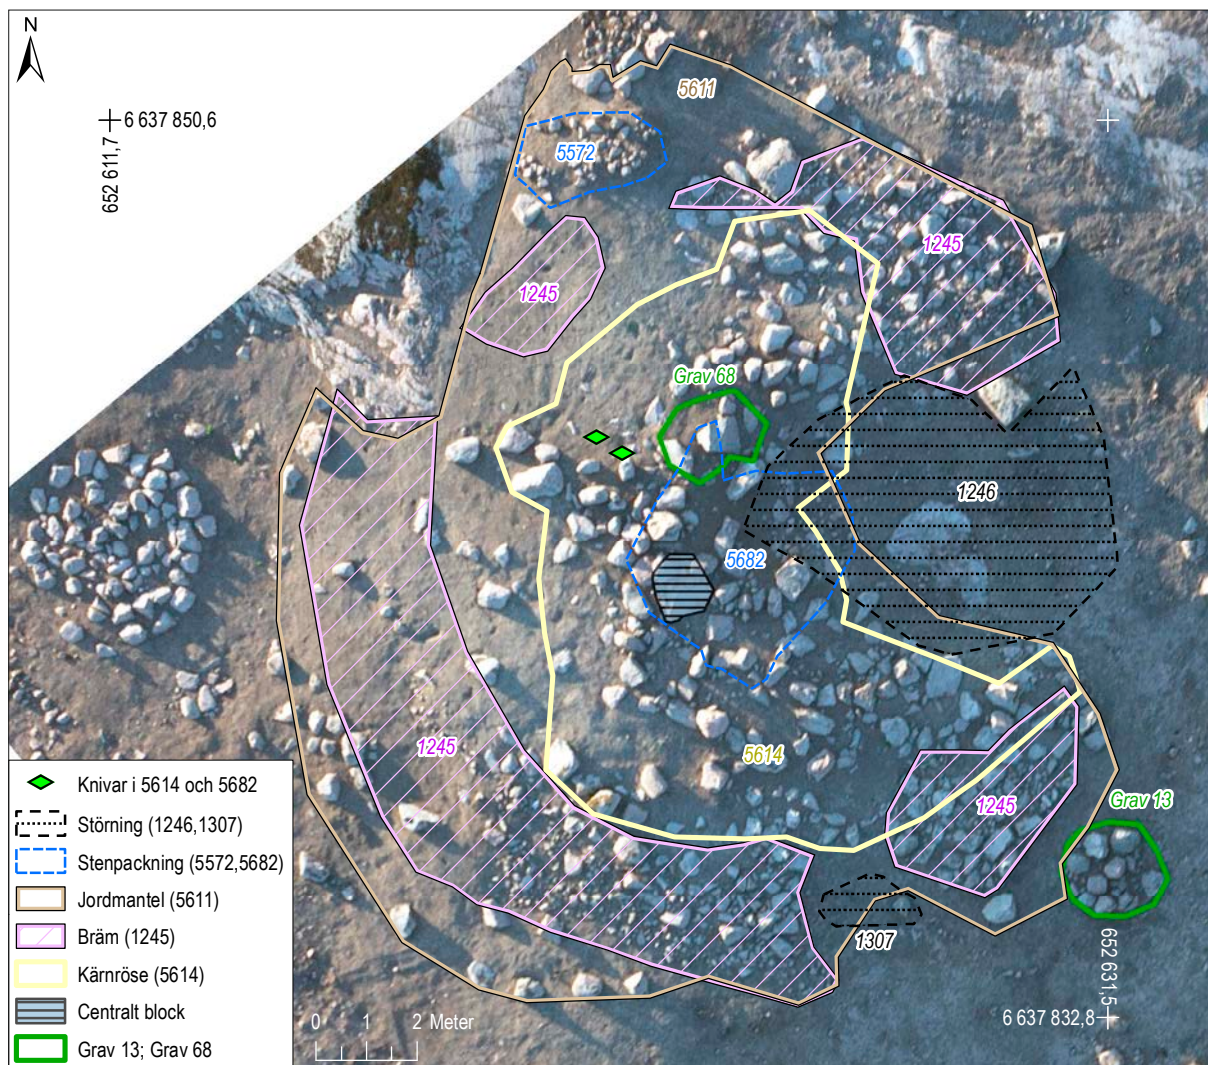 N
6 637 850,6
652 611,7
5611
5572
1245
1245
Grav 68
1246
5682
1245
5614
1245
Grav 13
1307
652 631,5
6 637 832,8
0 1 2 Meter
Knivar i 5614 och 5682
Störning (1246,1307)
Stenpackning (5572,5682)
Jordmantel (5611)
Bräm (1245)
Kärnröse (5614)
Centralt block
Grav 13; Grav 68